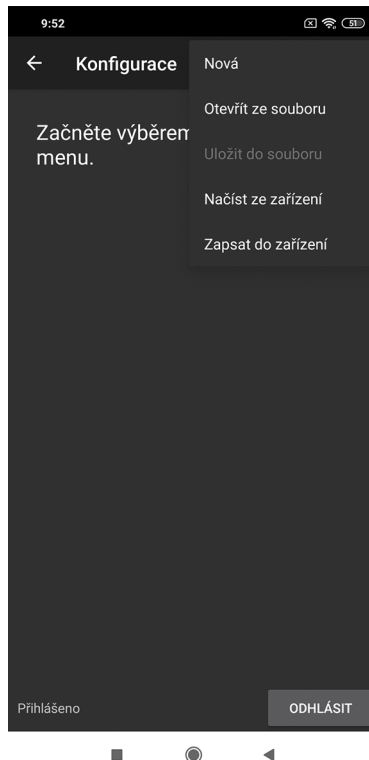 9:52
51
Konfigurace
Nová
Otevřít ze souboru
Uložit do souboru
Načíst ze zařízení
Zapsat do zařízení
Začněte výběrem
menu.
Přihlášeno
ODHLÁSIT